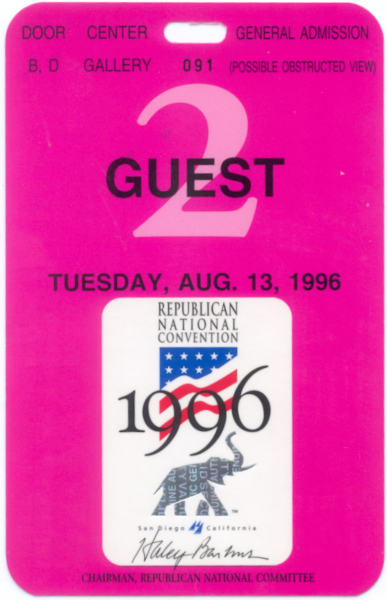 DOOR CENTER GENERAL ADMISSION
B, D GALLERY 091 (POSSIBLE OBSTRUCTED VIEW)
2
GUEST
TUESDAY, AUG. 13, 1996
REPUBLICAN
NATIONAL
CONVENTION
1996
TM
San Diego California
Haley Barbour
CHAIRMAN, REPUBLICAN NATIONAL COMMITTEE